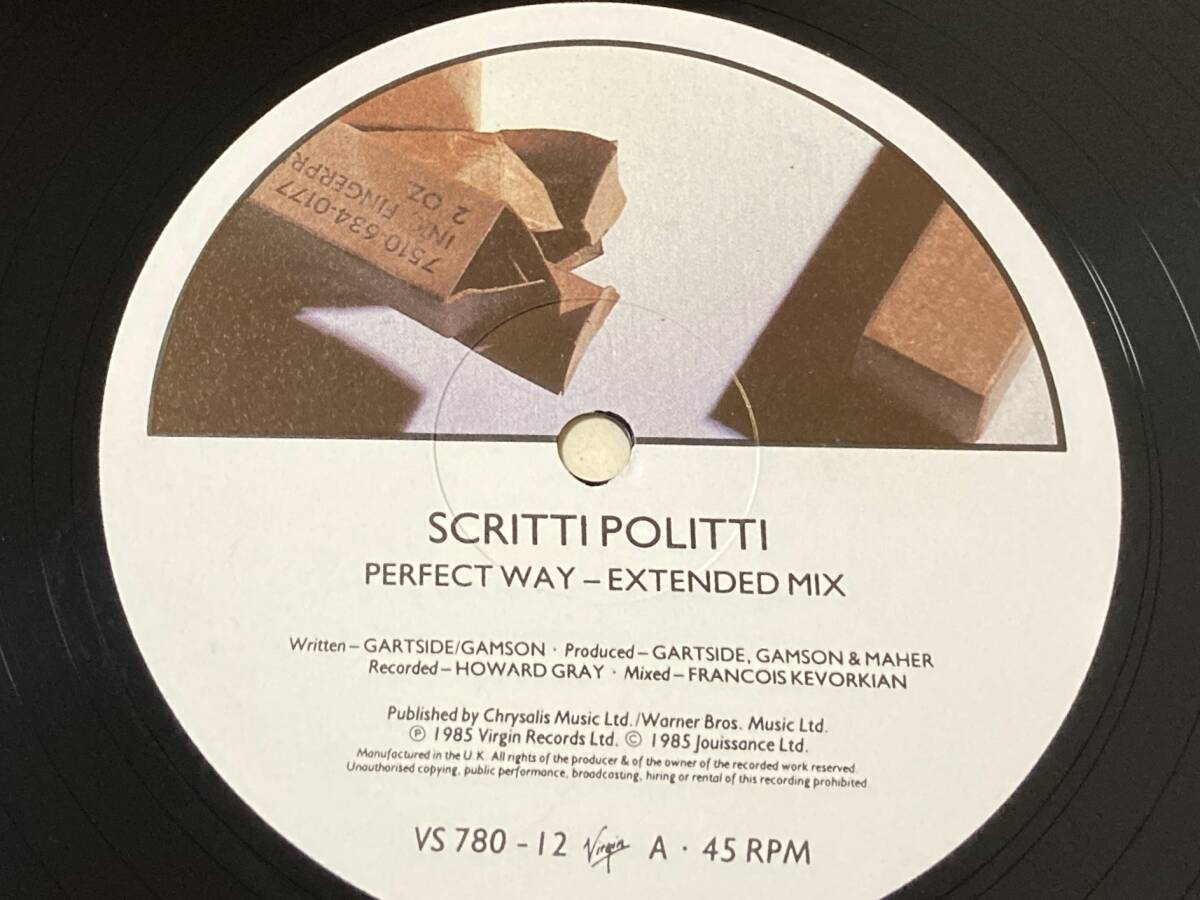 7510-634-0177
INK, FINGERPR
2 OZ
SCRITTI POLITTI
PERFECT WAY – EXTENDED MIX
Written – GARTSIDE/GAMSON · Produced – GARTSIDE, GAMSON & MAHER
Recorded – HOWARD GRAY · Mixed – FRANCOIS KEVORKIAN
Published by Chrysalis Music Ltd./Warner Bros. Music Ltd.
℗ 1985 Virgin Records Ltd. © 1985 Jouissance Ltd.
Manufactured in the U.K. All rights of the producer & of the owner of the recorded work reserved.
Unauthorised copying, public performance, broadcasting, hiring or rental of this recording prohibited.
VS 780 - 12 Virgin A · 45 RPM